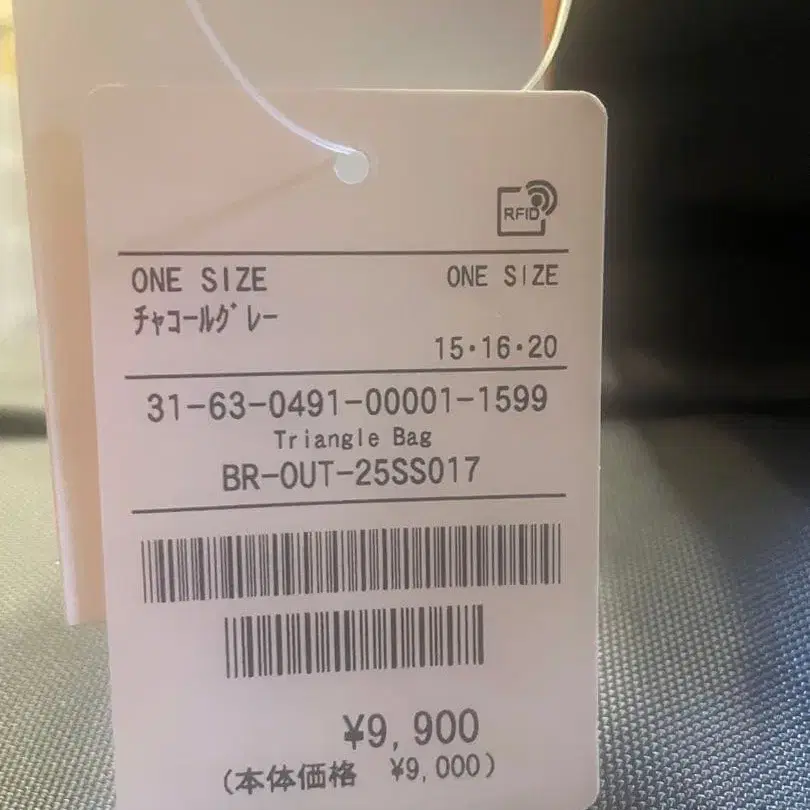 RFID
ONE SIZE ONE SIZE
ﾁｬｺｰﾙｸﾞﾚｰ
15・16・20
31-63-0491-00001-1599
Triangle Bag
BR-OUT-25SS017
¥9,900
(本体価格 ¥9,000)